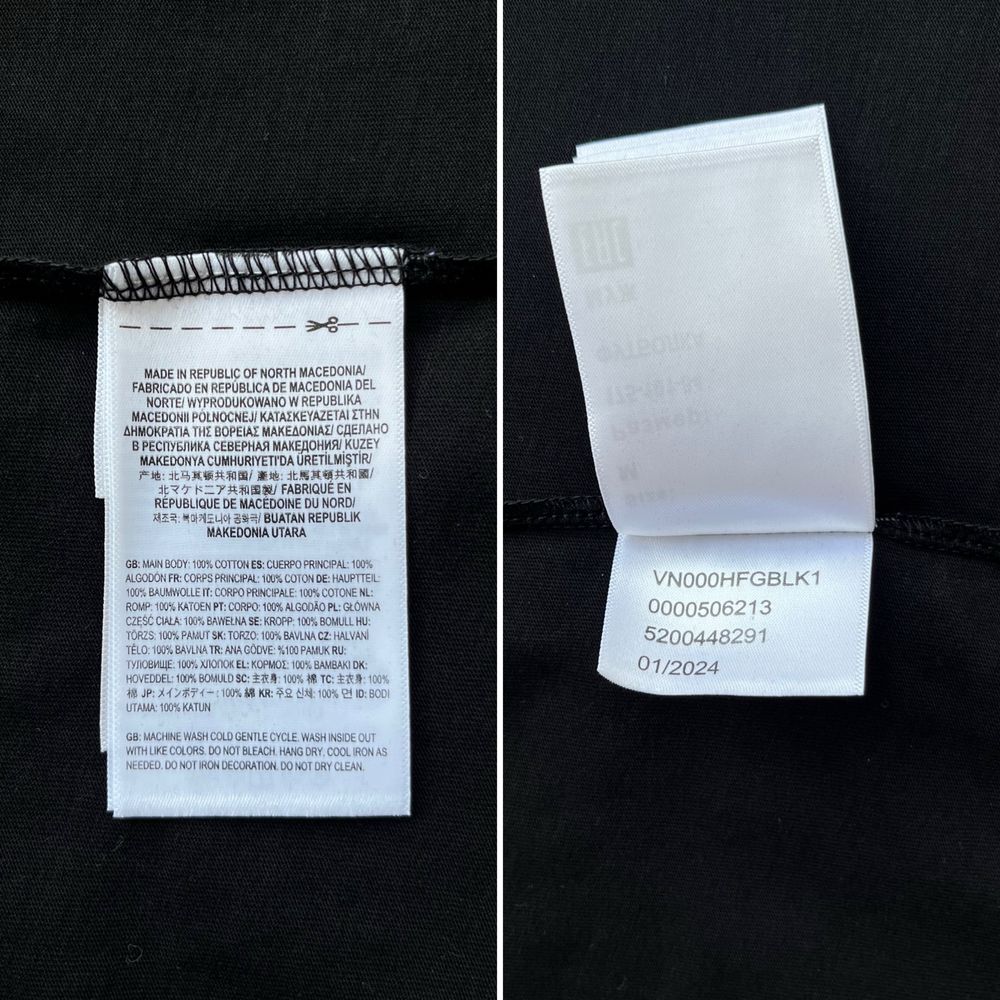 MADE IN REPUBLIC OF NORTH MACEDONIA/
FABRICADO EN REPÚBLICA DE MACEDONIA DEL
NORTE/ WYPRODUKOWANO W REPUBLIKA
MACEDONII PÓŁNOCNEJ/ ΚΑΤΑΣΚΕΥΑΖΕΤΑΙ ΣΤΗΝ
ΔΗΜΟΚΡΑΤΙΑ ΤΗΣ ΒΟΡΕΙΑΣ ΜΑΚΕΔΟΝΙΑΣ/ СДЕЛАНО
В РЕСПУБЛИКА СЕВЕРНАЯ МАКЕДОНИЯ/ KUZEY
MAKEDONYA CUMHURIYETI'DA ÜRETİLMİŞTİR/
产地: 北马其顿共和国/ 產地: 北馬其頓共和國/
北マケドニア共和国製/ FABRIQUÉ EN
RÉPUBLIQUE DE MACÉDOINE DU NORD/
제조국: 북마케도니아 공화국/ BUATAN REPUBLIK
MAKEDONIA UTARA
GB: MAIN BODY: 100% COTTON ES: CUERPO PRINCIPAL: 100%
ALGODÓN FR: CORPS PRINCIPAL: 100% COTON DE: HAUPTTEIL:
100% BAUMWOLLE IT: CORPO PRINCIPALE: 100% COTONE NL:
ROMP: 100% KATOEN PT: CORPO: 100% ALGODÃO PL: GŁÓWNA
CZĘŚĆ CIAŁA: 100% BAWEŁNA SE: KROPP: 100% BOMULL HU:
TÖRZS: 100% PAMUT SK: TORZO: 100% BAVLNA CZ: HALVANÍ
TĚLO: 100% BAVLNA TR: ANA GÖDVE: %100 PAMUK RU:
ТУЛОВИЩЕ: 100% ХЛОПОК EL: ΚΟΡΜΟΣ: 100% ΒΑΜΒΑΚΙ DK:
HOVEDDEL: 100% BOMULD SC: 主衣身: 100% 棉 TC: 主衣身: 100%
棉 JP: メインボディー: 100% 綿 KR: 주요 신체: 100% 면 ID: BODI
UTAMA: 100% KATUN
GB: MACHINE WASH COLD GENTLE CYCLE. WASH INSIDE OUT
WITH LIKE COLORS. DO NOT BLEACH. HANG DRY. COOL IRON AS
NEEDED. DO NOT IRON DECORATION. DO NOT DRY CLEAN.
VN000HFGBLK1
0000506213
5200448291
01/2024